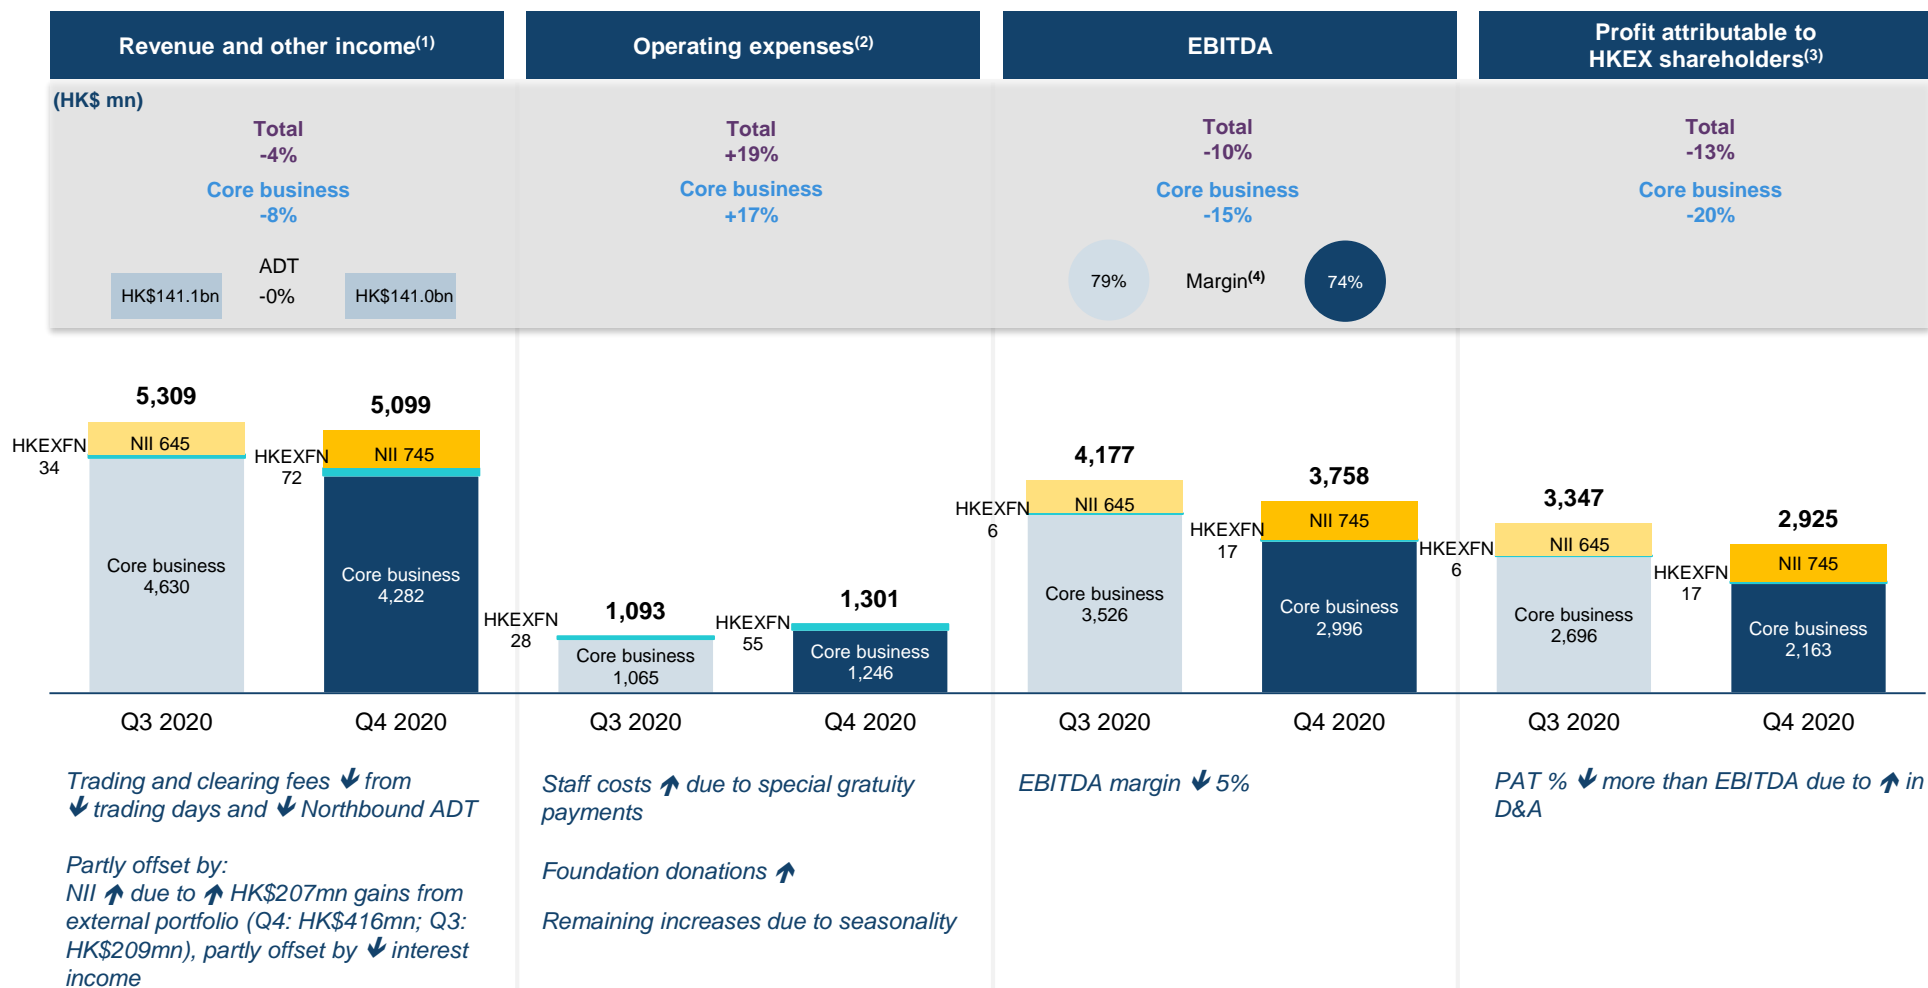 Revenue and other income(1)
Operating expenses(2)
EBITDA
Profit attributable to
HKEX shareholders(3)
(HK$ mn)
Total
-4%
Core business
-8%
ADT
HK$141.1bn
-0%
HK$141.0bn
Total
+19%
Core business
+17%
Total
-10%
Core business
-15%
79%
Margin(4)
74%
Total
-13%
Core business
-20%
5,309
NII 645
HKEXFN
34
Core business
4,630
Q3 2020
5,099
NII 745
HKEXFN
72
Core business
4,282
Q4 2020
1,093
HKEXFN
28
Core business
1,065
Q3 2020
1,301
HKEXFN
55
Core business
1,246
Q4 2020
4,177
NII 645
HKEXFN
6
Core business
3,526
Q3 2020
3,758
NII 745
HKEXFN
17
Core business
2,996
Q4 2020
3,347
NII 645
HKEXFN
6
Core business
2,696
Q3 2020
2,925
NII 745
HKEXFN
17
Core business
2,163
Q4 2020
Trading and clearing fees ↓ from
↓ trading days and ↓ Northbound ADT
Partly offset by:
NII ↑ due to ↑ HK$207mn gains from
external portfolio (Q4: HK$416mn; Q3:
HK$209mn), partly offset by ↓ interest
income
Staff costs ↑ due to special gratuity
payments
Foundation donations ↑
Remaining increases due to seasonality
EBITDA margin ↓ 5%
PAT % ↓ more than EBITDA due to ↑ in
D&A